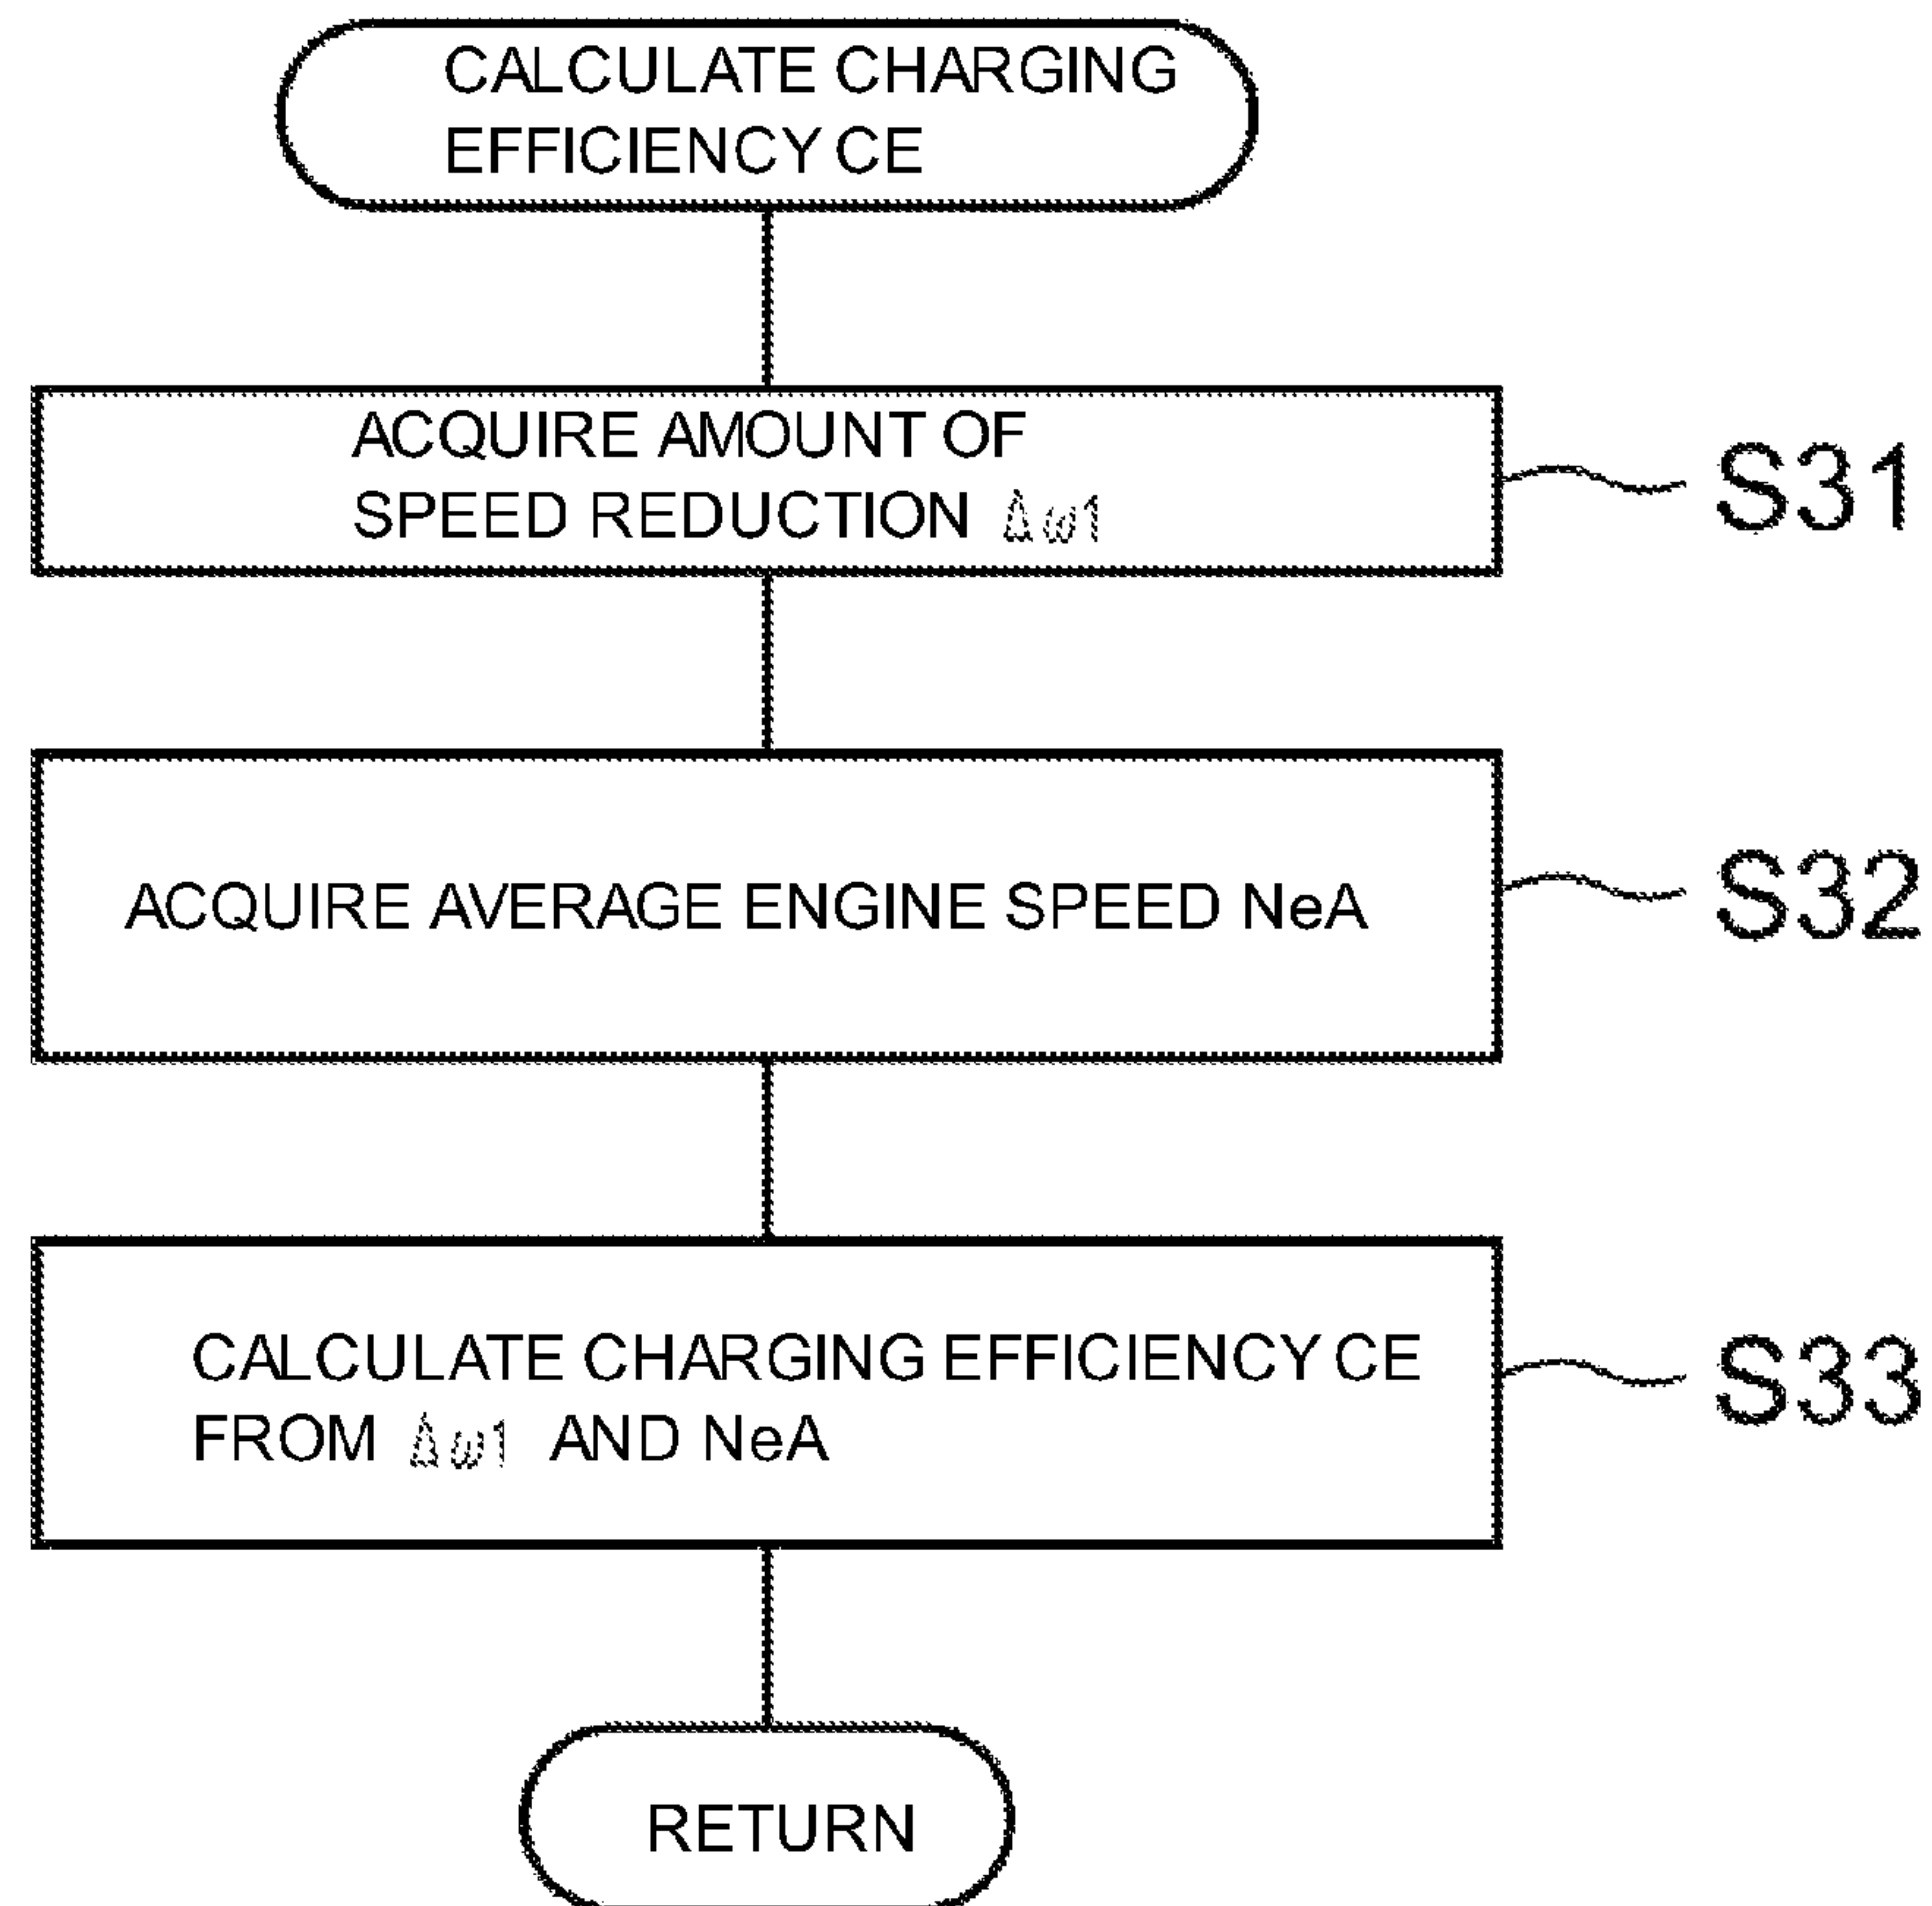 CALCULATE CHARGING
EFFICIENCY CE
ACQUIRE AMOUNT OF
SPEED REDUCTION Δω1
S31
ACQUIRE AVERAGE ENGINE SPEED NeA
S32
CALCULATE CHARGING EFFICIENCY CE
FROM Δω1 AND NeA
S33
RETURN